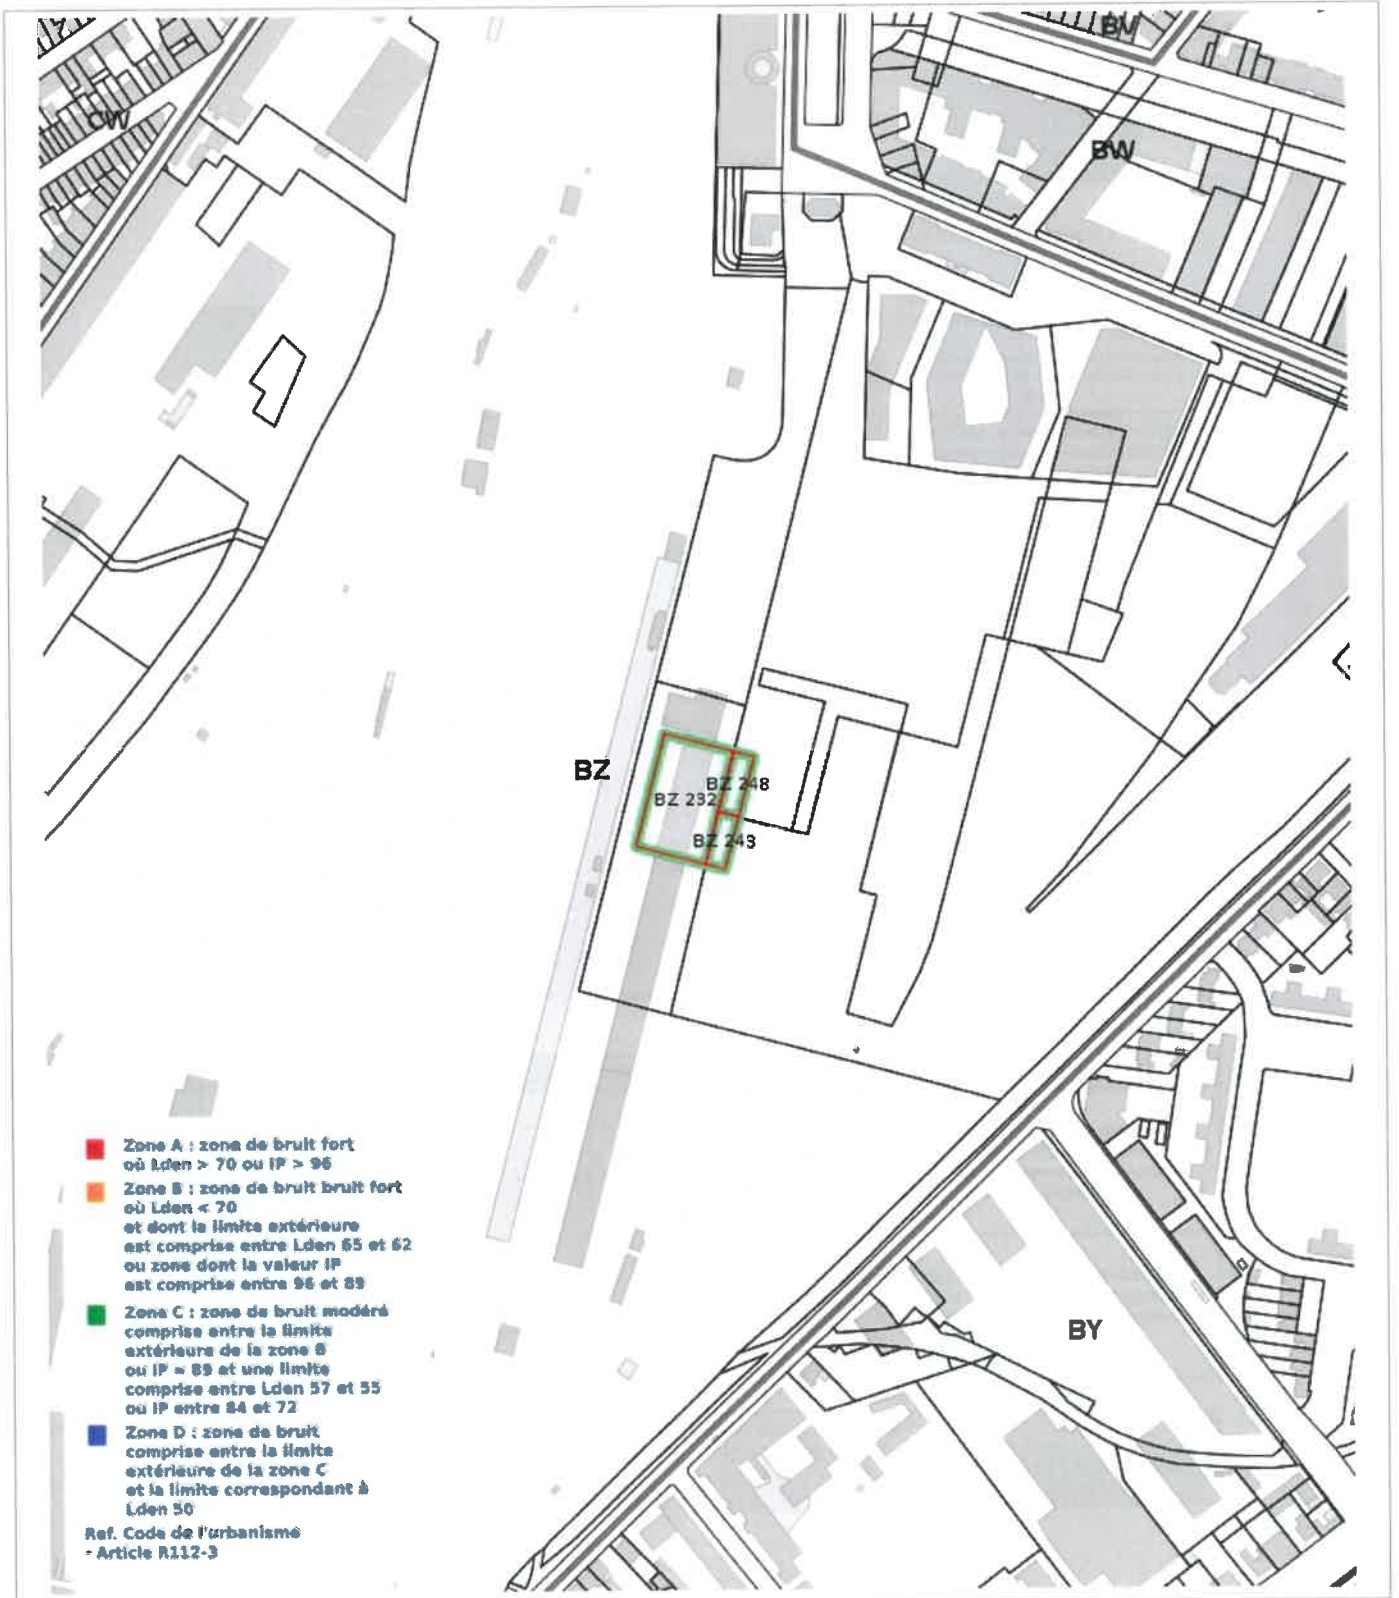 BV
CW
BW
BZ
BZ 248
BZ 232
BZ 243
Zone A : zone de bruit fort
où Lden > 70 ou IP > 96
Zone B : zone de bruit bruit fort
où Lden < 70
et dont la limite extérieure
est comprise entre Lden 65 et 62
ou zone dont la valeur IP
est comprise entre 96 et 89
Zone C : zone de bruit modéré
comprise entre la limite
extérieure de la zone B
ou IP = 89 et une limite
comprise entre Lden 57 et 55
ou IP entre 84 et 72
Zone D : zone de bruit
comprise entre la limite
extérieure de la zone C
et la limite correspondant à
Lden 50
Ref. Code de l'urbanisme
- Article R112-3
BY